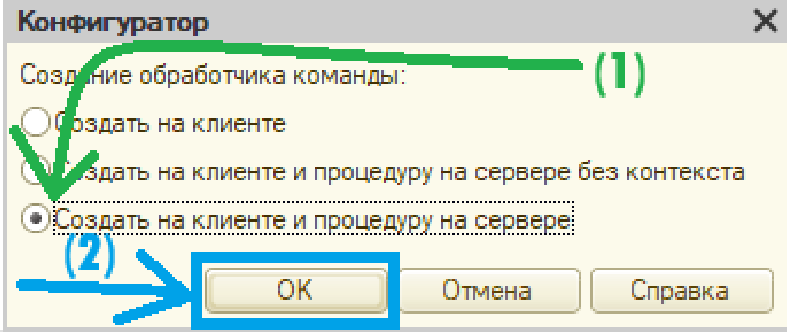 Конфигуратор
Создание обработчика команды:
(1)
Создать на клиенте
Создать на клиенте и процедуру на сервере без контекста
Создать на клиенте и процедуру на сервере
(2)
ОК
Отмена
Справка